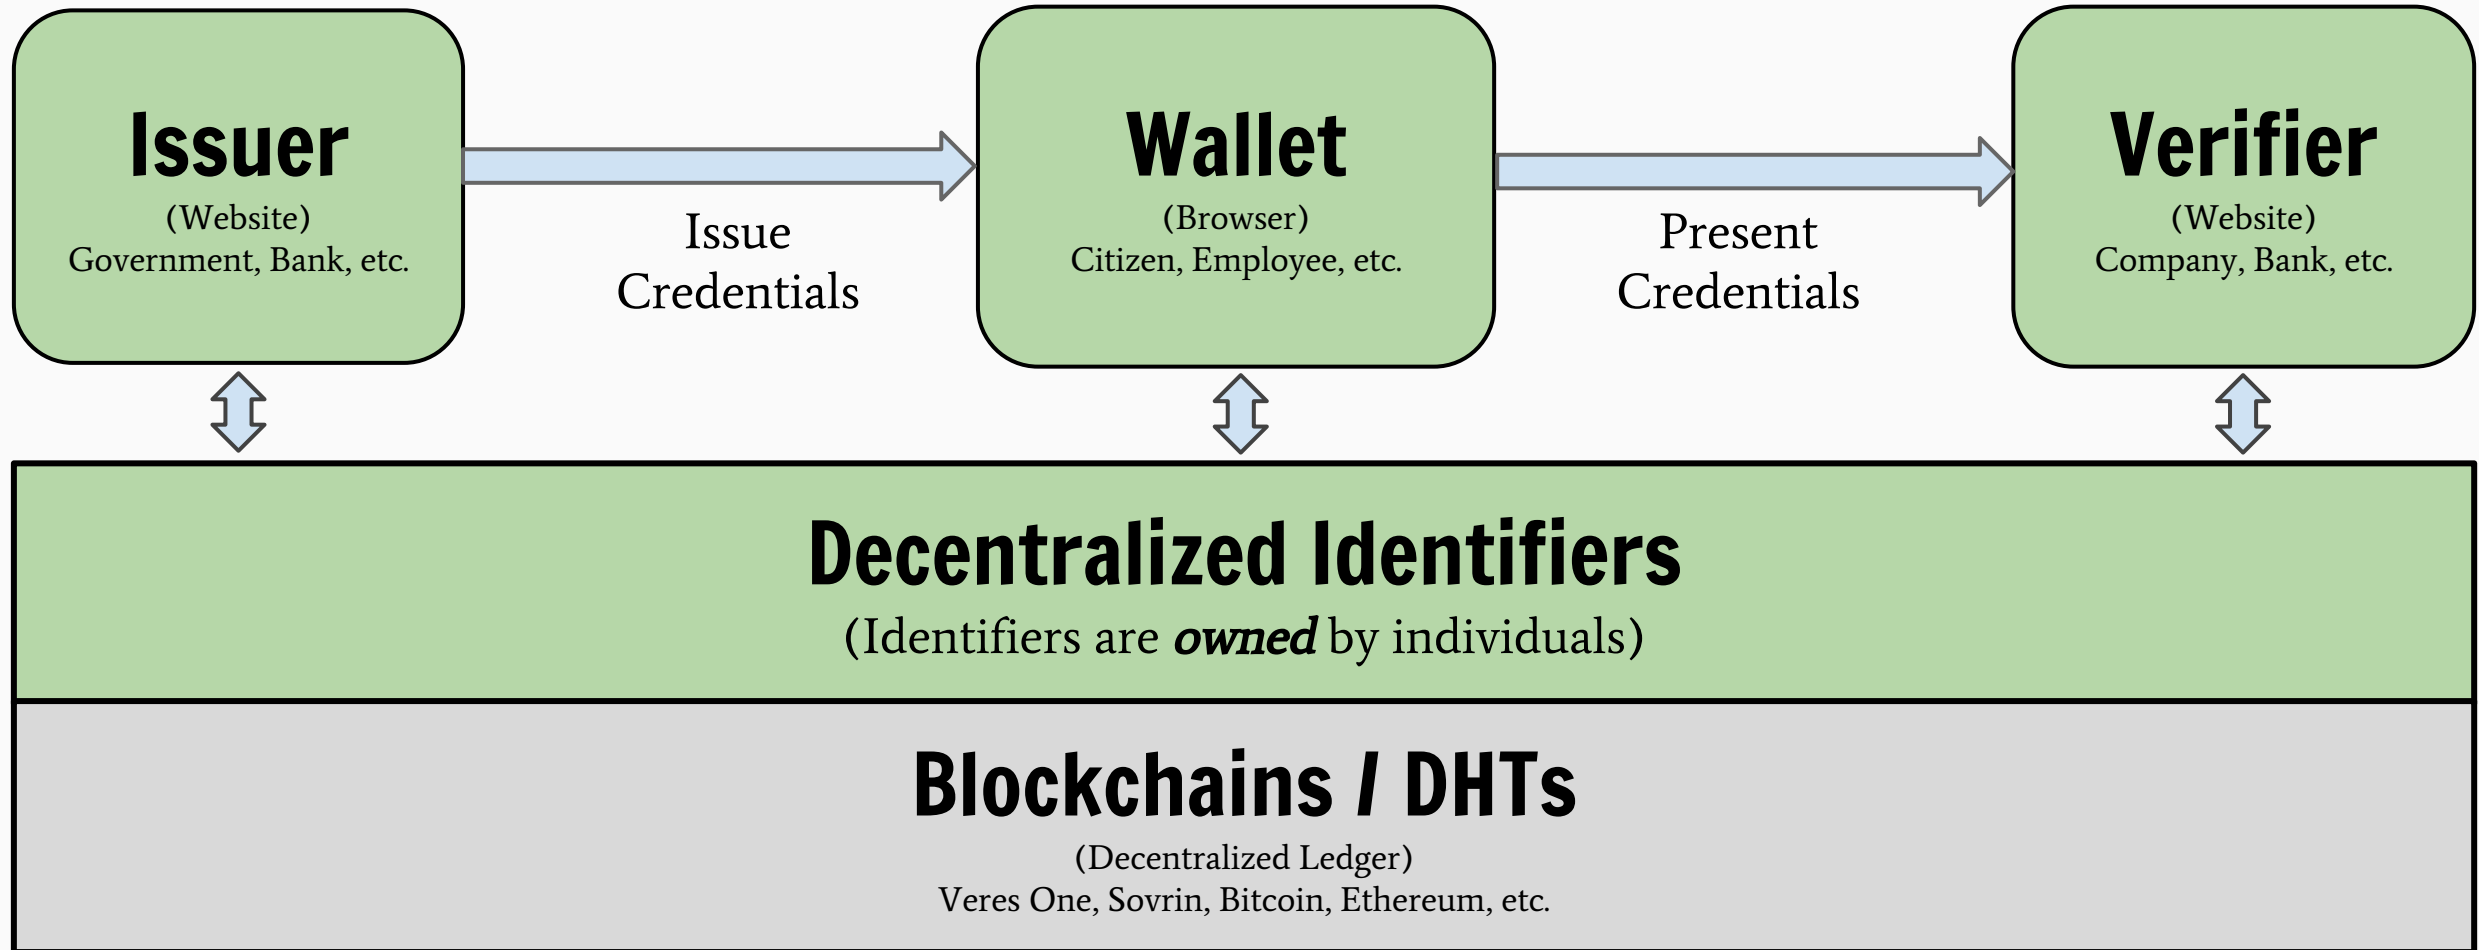 Issuer
(Website)
Government, Bank, etc.
Issue
Credentials
Wallet
(Browser)
Citizen, Employee, etc.
Present
Credentials
Verifier
(Website)
Company, Bank, etc.
Decentralized Identifiers
(Identifiers are owned by individuals)
Blockchains / DHTs
(Decentralized Ledger)
Veres One, Sovrin, Bitcoin, Ethereum, etc.